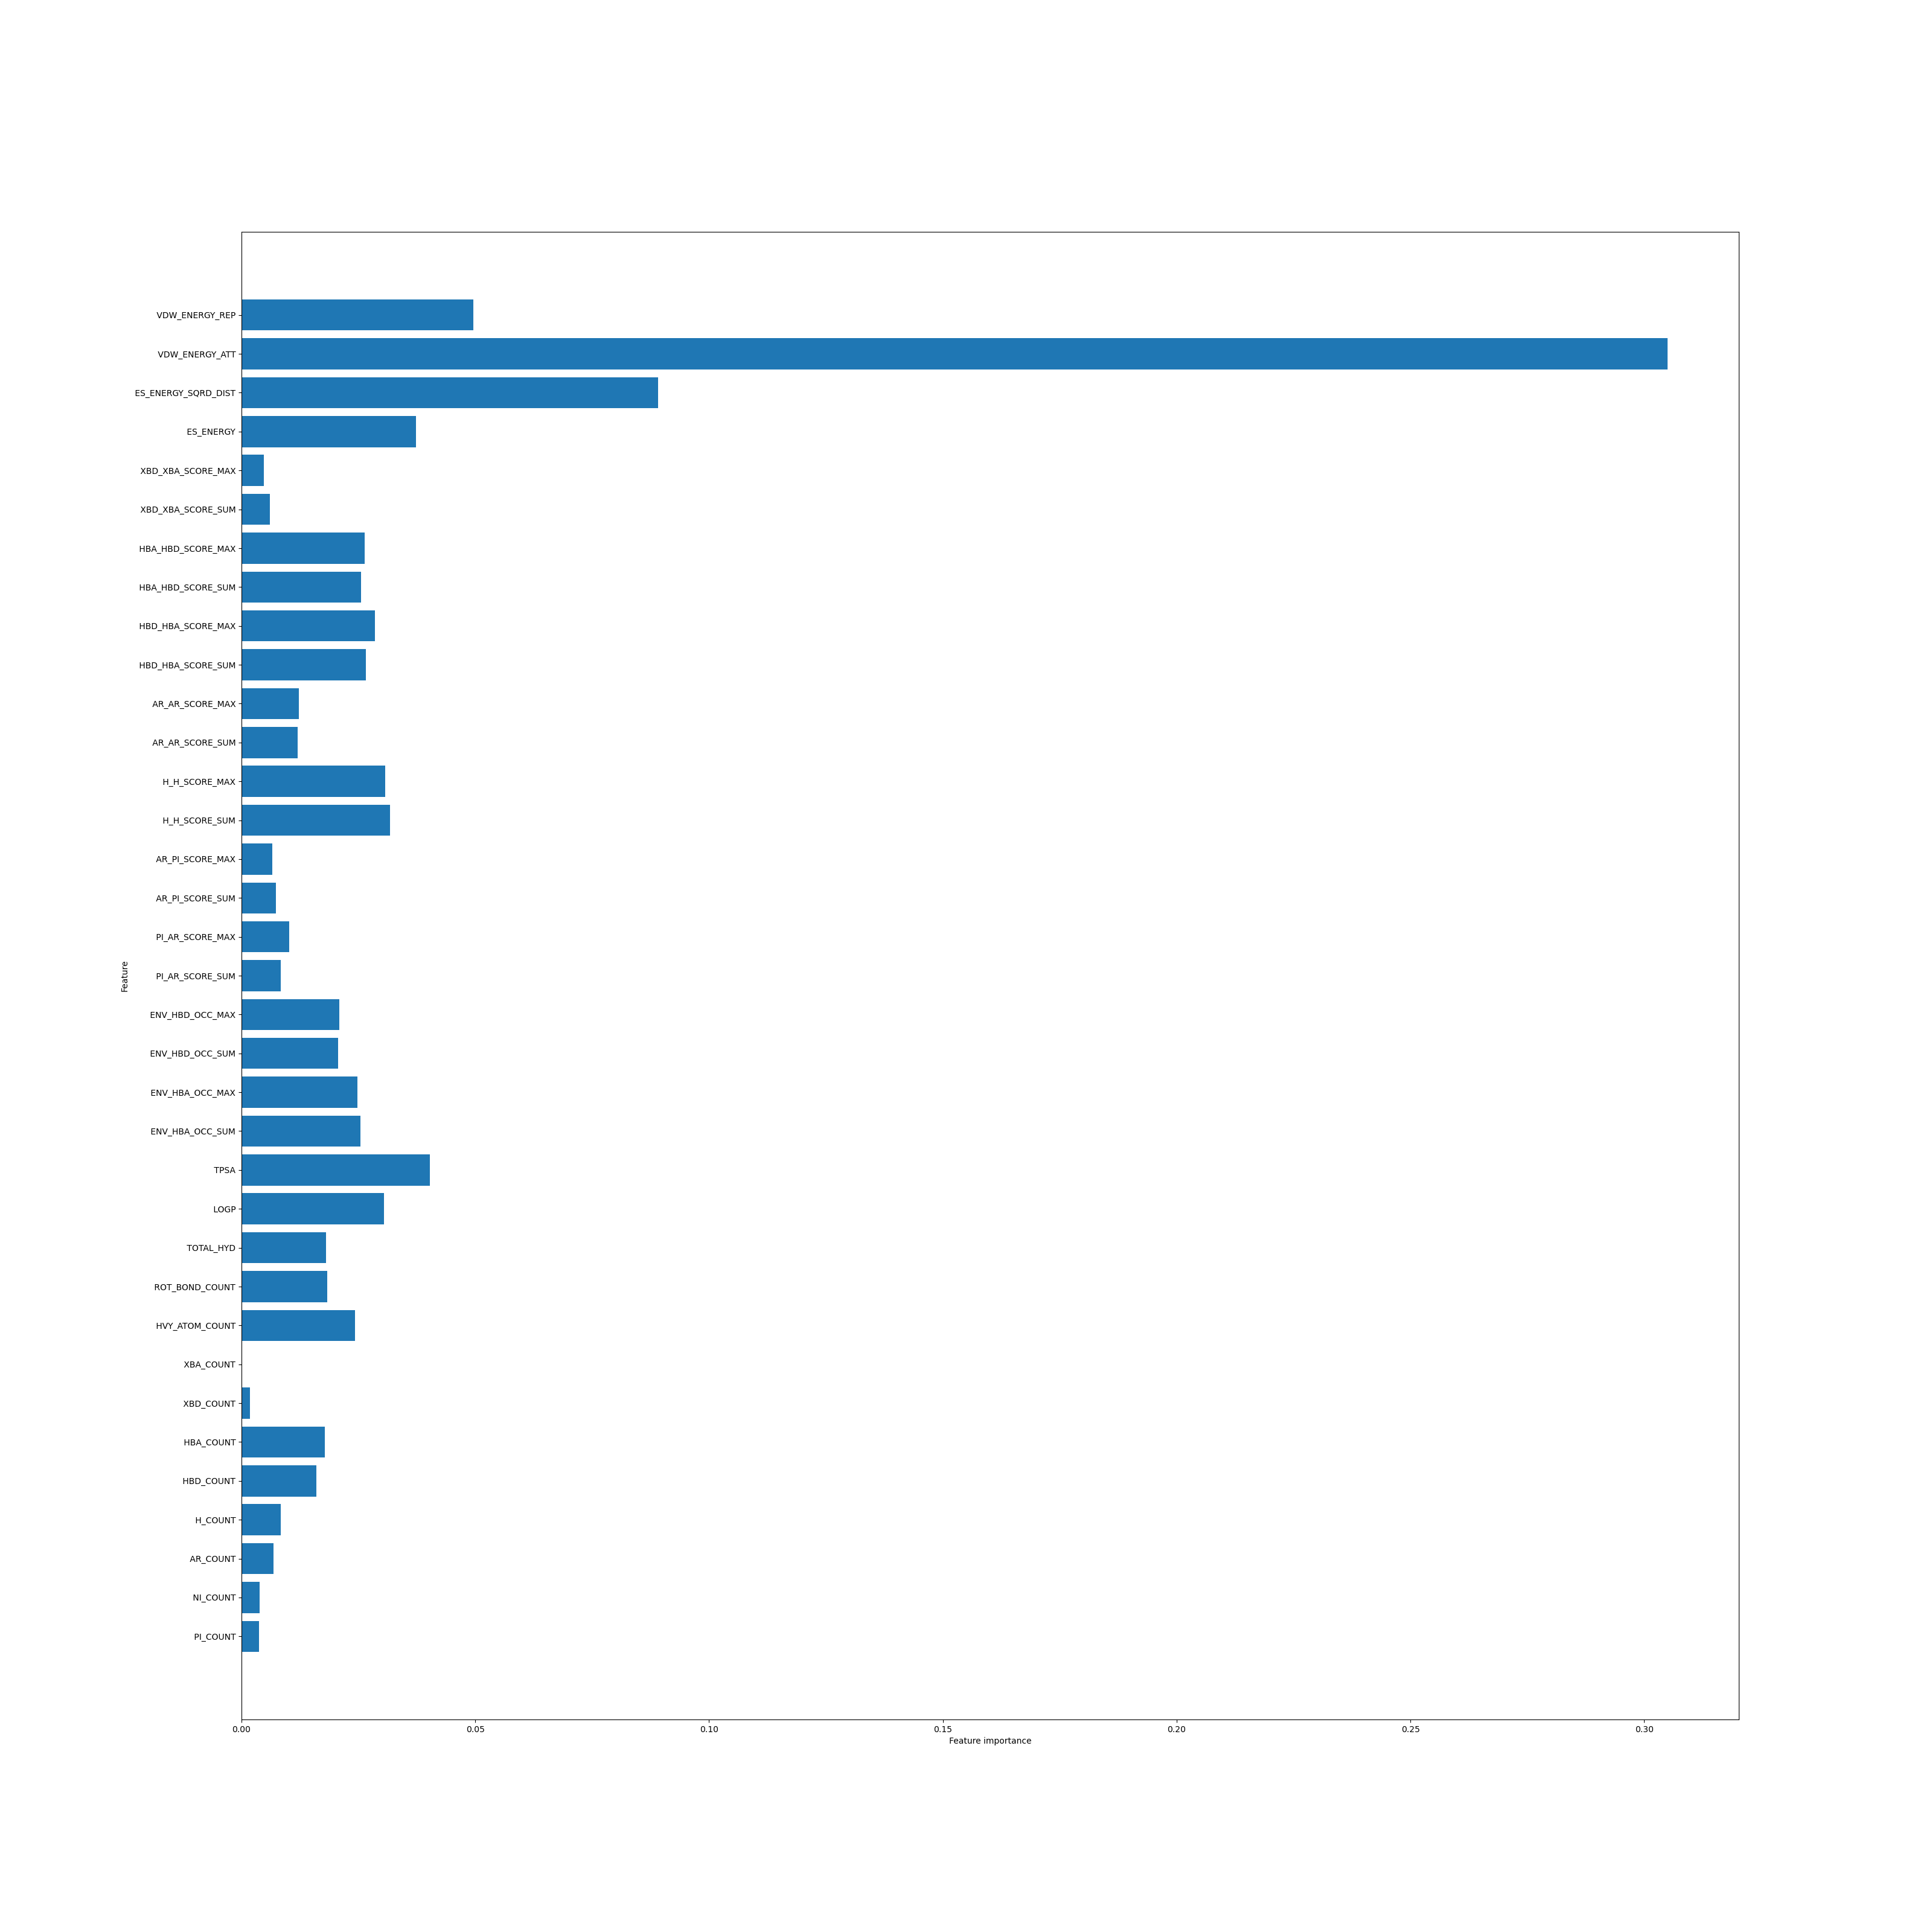 VDW_ENERGY_REP
VDW_ENERGY_ATT
ES_ENERGY_SQRD_DIST
ES_ENERGY
XBD_XBA_SCORE_MAX
XBD_XBA_SCORE_SUM
HBA_HBD_SCORE_MAX
HBA_HBD_SCORE_SUM
HBD_HBA_SCORE_MAX
HBD_HBA_SCORE_SUM
AR_AR_SCORE_MAX
AR_AR_SCORE_SUM
H_H_SCORE_MAX
H_H_SCORE_SUM
AR_PI_SCORE_MAX
AR_PI_SCORE_SUM
PI_AR_SCORE_MAX
PI_AR_SCORE_SUM
ENV_HBD_OCC_MAX
ENV_HBD_OCC_SUM
ENV_HBA_OCC_MAX
ENV_HBA_OCC_SUM
TPSA
LOGP
TOTAL_HYD
ROT_BOND_COUNT
HVY_ATOM_COUNT
XBA_COUNT
XBD_COUNT
HBA_COUNT
HBD_COUNT
H_COUNT
AR_COUNT
NI_COUNT
PI_COUNT
Feature
0.00 0.05 0.10 0.15 0.20 0.25 0.30
Feature importance